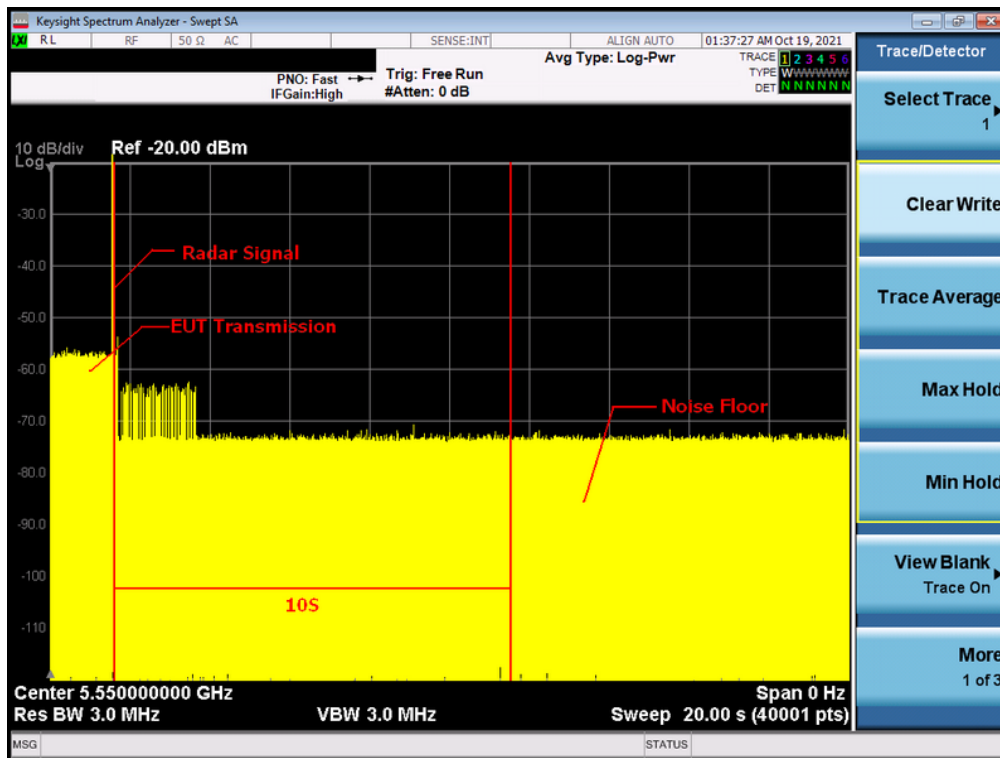 Keysight Spectrum Analyzer - Swept SA
LXI RL RF 50 Ω AC SENSE:INT ALIGN AUTO 01:37:27 AM Oct 19, 2021
Avg Type: Log-Pwr TRACE 1 2 3 4 5 6
PNO: Fast Trig: Free Run TYPE W
IFGain:High #Atten: 0 dB DET N N N N N N
10 dB/div Ref -20.00 dBm
Log
-30.0
-40.0
-50.0
-60.0
-70.0
-80.0
-90.0
-100
-110
Radar Signal
EUT Transmission
Noise Floor
10S
Center 5.550000000 GHz Span 0 Hz
Res BW 3.0 MHz VBW 3.0 MHz Sweep 20.00 s (40001 pts)
MSG STATUS
Trace/Detector
Select Trace
1
Clear Write
Trace Average
Max Hold
Min Hold
View Blank
Trace On
More
1 of 3